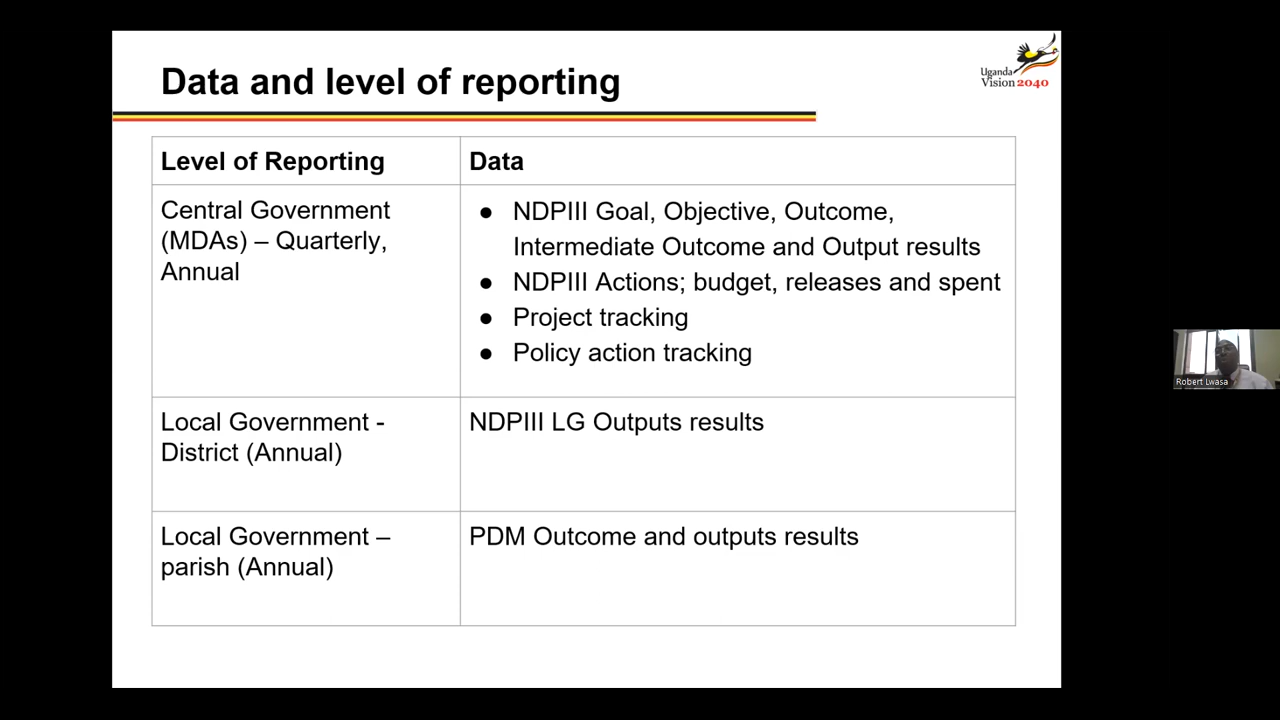 Data and level of reporting
Uganda
Vision 2040
Level of Reporting
Data
Central Government
(MDAs) – Quarterly,
Annual
● NDPIII Goal, Objective, Outcome,
Intermediate Outcome and Output results
● NDPIII Actions; budget, releases and spent
● Project tracking
● Policy action tracking
Local Government -
District (Annual)
NDPIII LG Outputs results
Local Government –
parish (Annual)
PDM Outcome and outputs results
Robert Lwasa